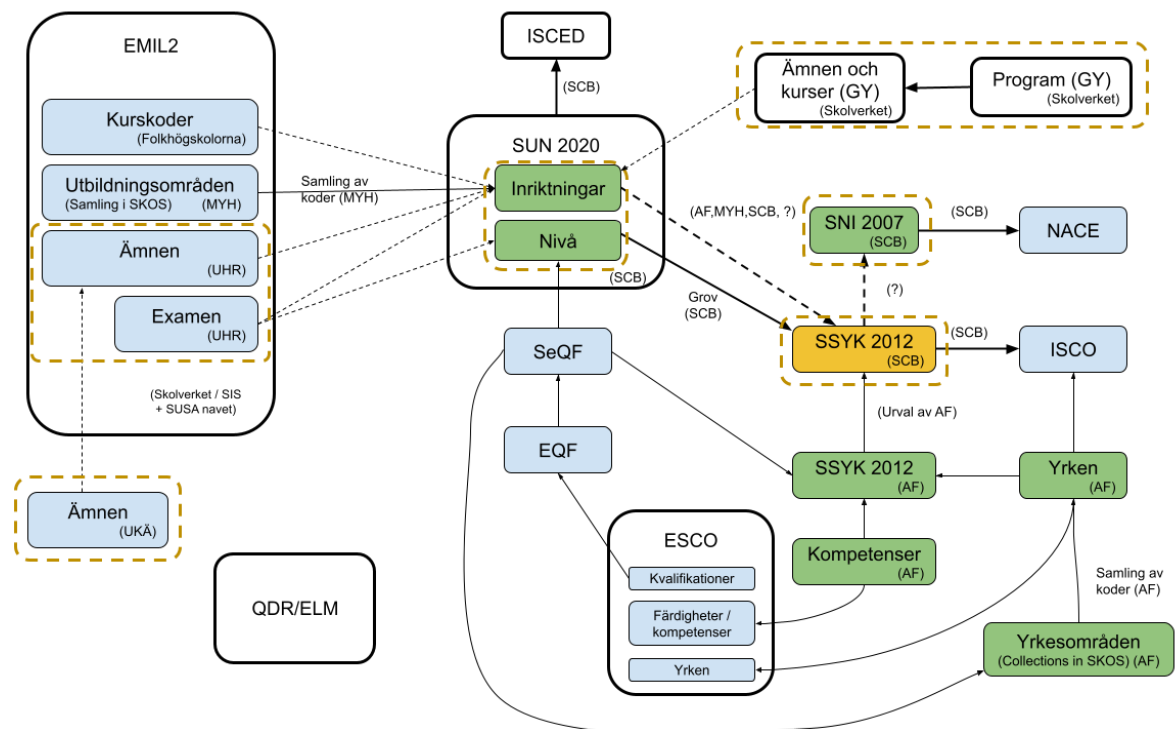 EMIL2
Kurskoder
(Folkhögskolorna)
Utbildningsområden
(Samling i SKOS) (MYH)
Ämnen
(UHR)
Examen
(UHR)
(Skolverket / SIS
+ SUSA navet)
Ämnen
(UKÄ)
QDR/ELM
Samling av
koder (MYH)
ISCED
(SCB)
SUN 2020
Inriktningar
Nivå
(SCB)
SeQF
EQF
ESCO
Kvalifikationer
Färdigheter /
kompetenser
Yrken
Ämnen och
kurser (GY)
(Skolverket)
Program (GY)
(Skolverket)
(AF,MYH,SCB, ?)
SNI 2007
(SCB)
(SCB)
NACE
(?)
Grov
(SCB)
SSYK 2012
(SCB)
(SCB)
ISCO
(Urval av AF)
SSYK 2012
(AF)
Yrken
(AF)
Kompetenser
(AF)
Samling av
koder (AF)
Yrkesområden
(Collections in SKOS) (AF)